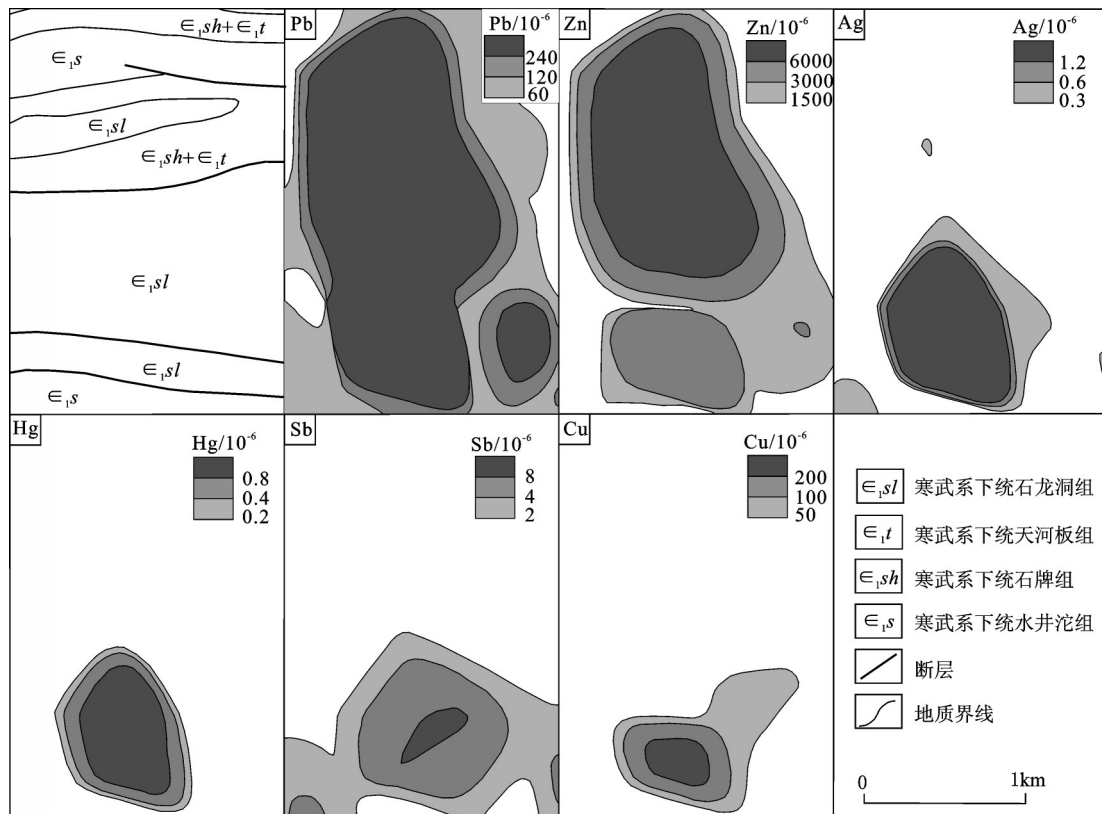 ∈₁sh+∈₁t
∈₁s
∈₁sl
∈₁sh+∈₁t
∈₁sl
∈₁sl
∈₁s
Pb
Pb/10⁻⁶
240
120
60
Zn
Zn/10⁻⁶
6000
3000
1500
Ag
Ag/10⁻⁶
1.2
0.6
0.3
Hg
Hg/10⁻⁶
0.8
0.4
0.2
Sb
Sb/10⁻⁶
8
4
2
Cu
Cu/10⁻⁶
200
100
50
∈₁sl 寒武系下统石龙洞组
∈₁t 寒武系下统天河板组
∈₁sh 寒武系下统石牌组
∈₁s 寒武系下统水井沱组
断层
地质界线
0 1km